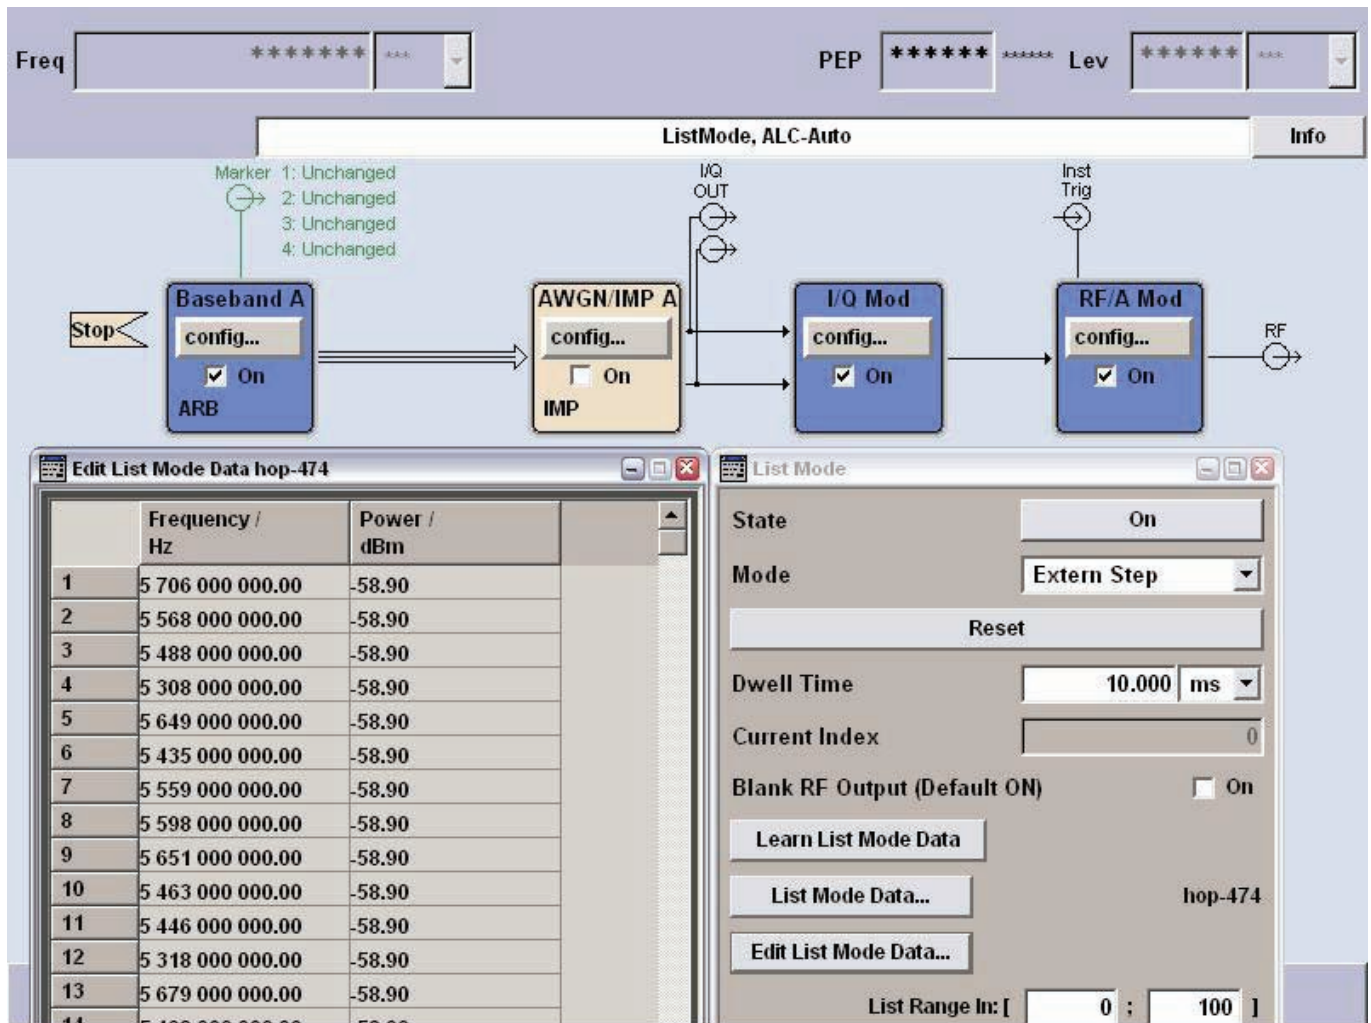 Freq ******* *** PEP ****** ****** Lev ****** ***
ListMode, ALC-Auto Info
Marker 1: Unchanged
2: Unchanged
3: Unchanged
4: Unchanged
I/Q
OUT
Inst
Trig
Stop
Baseband A
config...
On
ARB
AWGN/IMP A
config...
On
IMP
I/Q Mod
config...
On
RF/A Mod
config...
On
RF
Edit List Mode Data hop-474
Frequency / Hz Power / dBm
1 5 706 000 000.00 -58.90
2 5 568 000 000.00 -58.90
3 5 488 000 000.00 -58.90
4 5 308 000 000.00 -58.90
5 5 649 000 000.00 -58.90
6 5 435 000 000.00 -58.90
7 5 559 000 000.00 -58.90
8 5 598 000 000.00 -58.90
9 5 651 000 000.00 -58.90
10 5 463 000 000.00 -58.90
11 5 446 000 000.00 -58.90
12 5 318 000 000.00 -58.90
13 5 679 000 000.00 -58.90
List Mode
State On
Mode Extern Step
Reset
Dwell Time 10.000 ms
Current Index 0
Blank RF Output (Default ON) On
Learn List Mode Data
List Mode Data... hop-474
Edit List Mode Data...
List Range In: [ 0 ; 100 ]